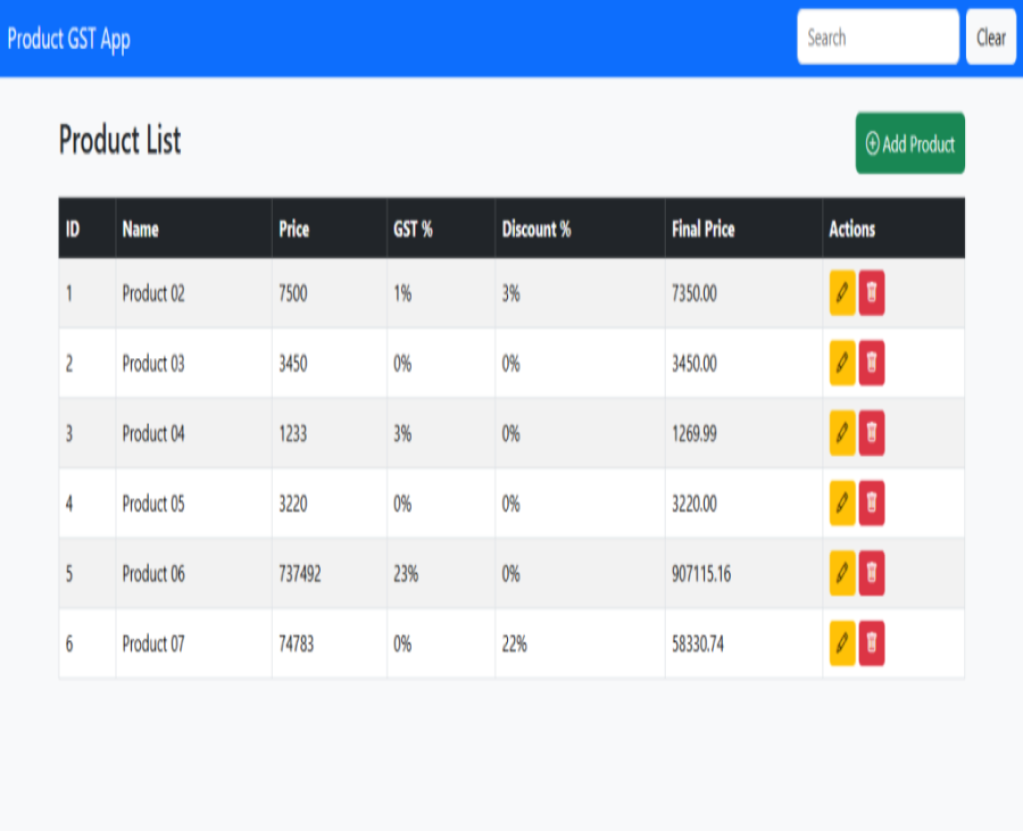 Product GST App Search Clear
Product List Add Product
ID Name Price GST % Discount % Final Price Actions
1 Product 02 7500 1% 3% 7350.00
2 Product 03 3450 0% 0% 3450.00
3 Product 04 1233 3% 0% 1269.99
4 Product 05 3220 0% 0% 3220.00
5 Product 06 737492 23% 0% 907115.16
6 Product 07 74783 0% 22% 58330.74